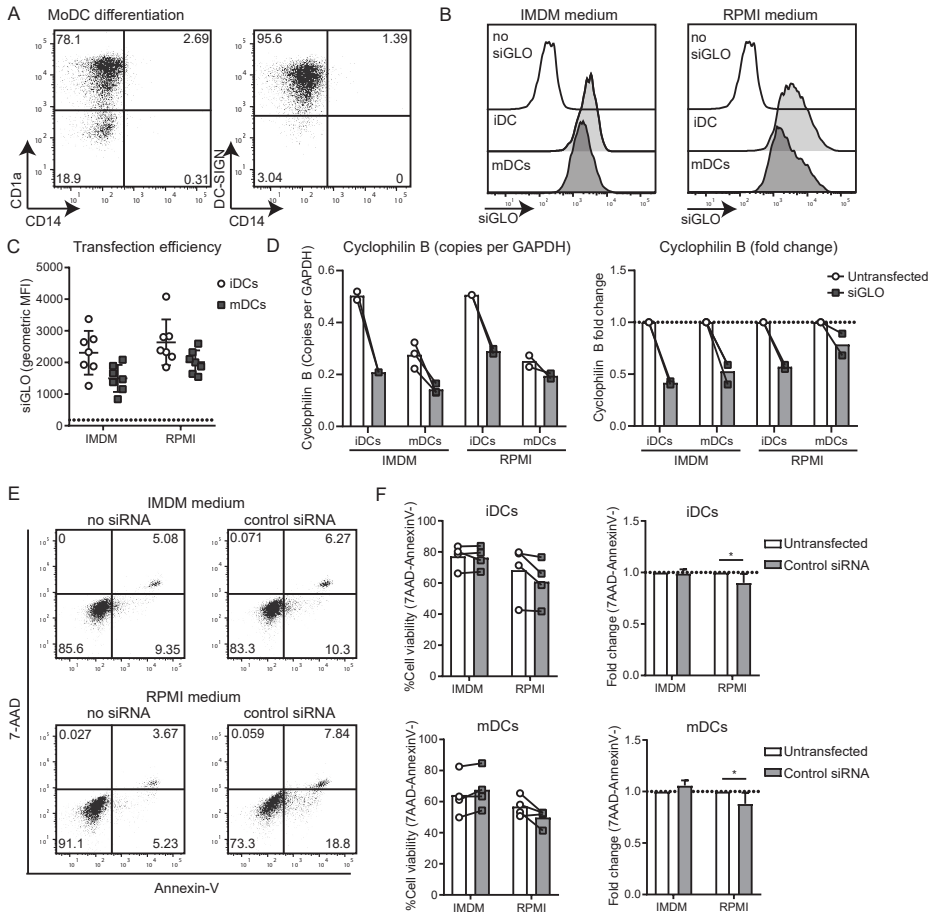 A
MoDC differentiation
78.1
2.69
18.9
0.31
CD1a
CD14
95.6
1.39
3.04
0
DC-SIGN
CD14
B
IMDM medium
RPMI medium
no
siGLO
iDC
mDCs
siGLO
no
siGLO
iDC
mDCs
siGLO
C
Transfection efficiency
siGLO (geometric MFI)
5000
4000
3000
2000
1000
0
IMDM
RPMI
iDCs
mDCs
D
Cyclophilin B (copies per GAPDH)
Cyclophilin B (Copies per GAPDH)
0.6
0.4
0.2
0.0
iDCs
mDCs
iDCs
mDCs
IMDM
RPMI
Cyclophilin B (fold change)
Cyclophilin B fold change
1.5
1.0
0.5
0.0
iDCs
mDCs
iDCs
mDCs
IMDM
RPMI
Untransfected
siGLO
E
IMDM medium
no siRNA
control siRNA
0
5.08
85.6
9.35
0.071
6.27
83.3
10.3
RPMI medium
no siRNA
control siRNA
0.027
3.67
91.1
5.23
0.059
7.84
73.3
18.8
7-AAD
Annexin-V
F
iDCs
%Cell viability (7AAD-AnnexinV-)
100
80
60
40
20
0
IMDM
RPMI
iDCs
Fold change (7AAD-AnnexinV-)
1.5
1.0
0.5
0.0
*
IMDM
RPMI
Untransfected
Control siRNA
mDCs
%Cell viability (7AAD-AnnexinV-)
100
80
60
40
20
0
IMDM
RPMI
mDCs
Fold change (7AAD-AnnexinV-)
1.5
1.0
0.5
0.0
*
IMDM
RPMI
Untransfected
Control siRNA